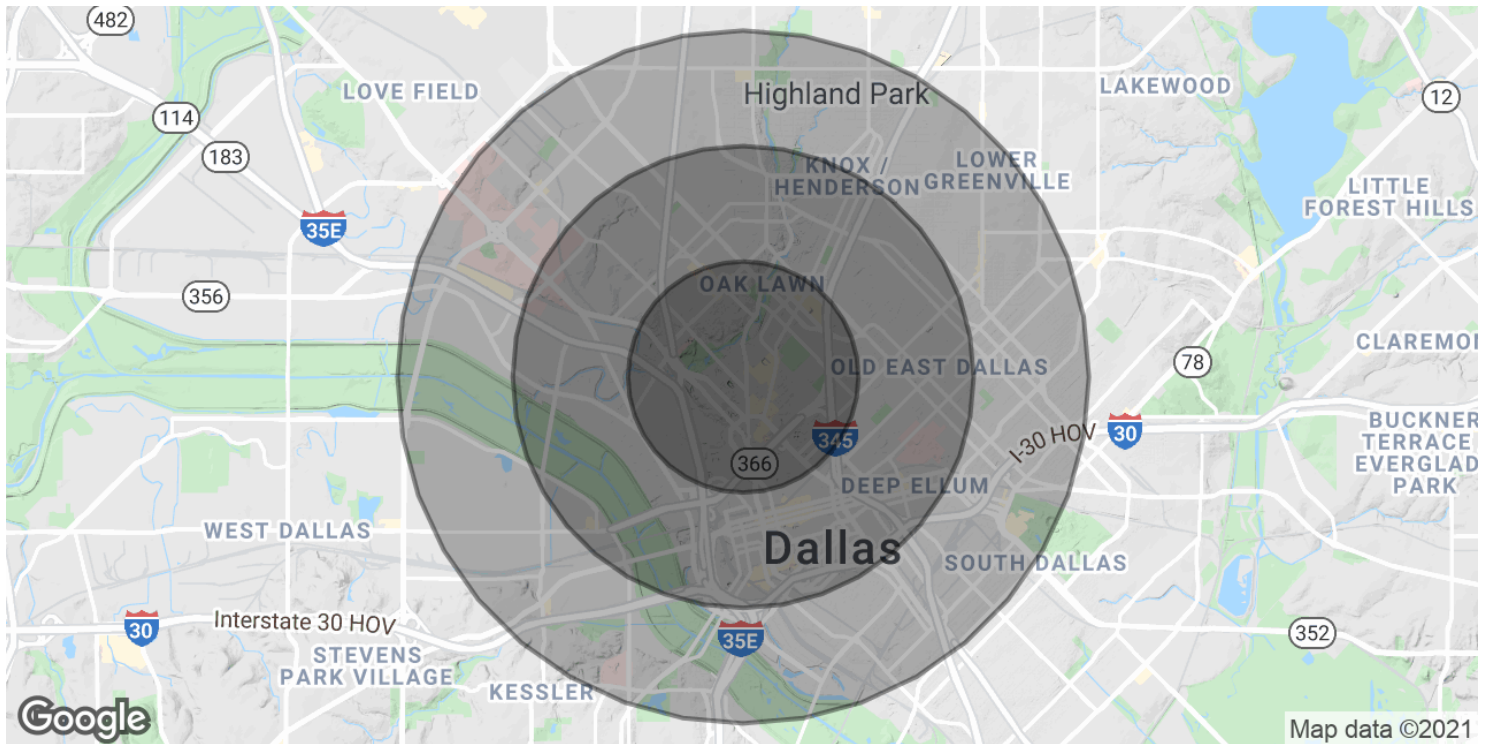 482
LOVE FIELD
Highland Park
LAKEWOOD
12
114
183
KNOX /
HENDERSON
LOWER
GREENVILLE
LITTLE
FOREST HILLS
35E
356
OAK LAWN
OLD EAST DALLAS
78
CLAREMON
345
I-30 HOV
30
366
BUCKNER
TERRACE
EVERGLAD
PARK
DEEP ELLUM
WEST DALLAS
Dallas
SOUTH DALLAS
30
Interstate 30 HOV
35E
352
STEVENS
PARK VILLAGE
KESSLER
Google
Map data ©2021